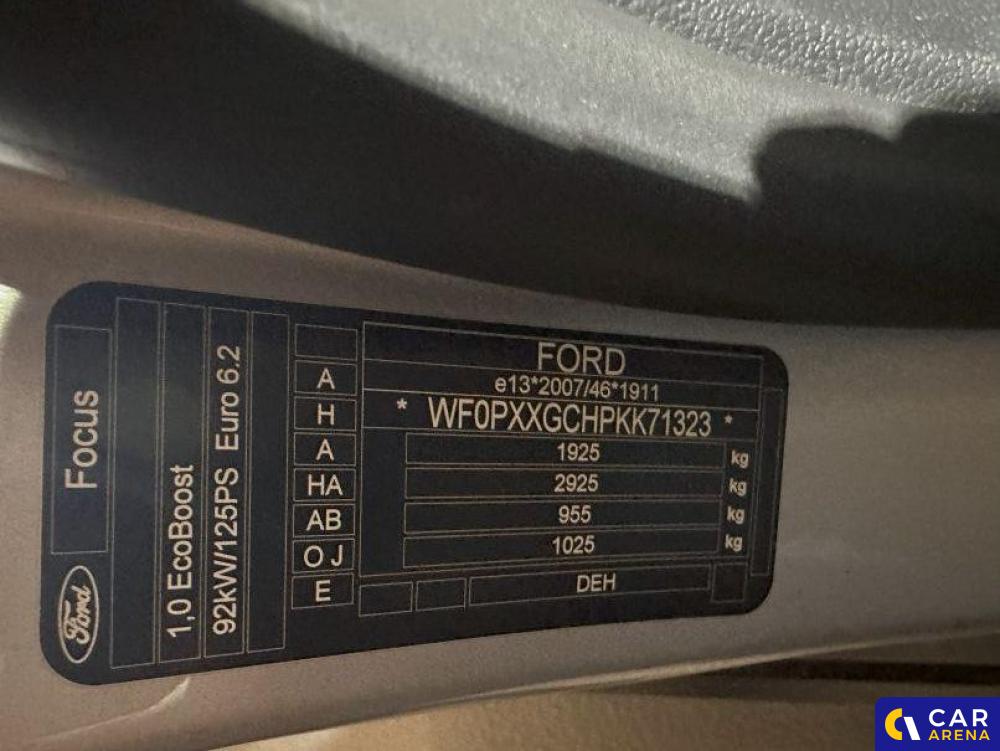 Ford
Focus
1,0 EcoBoost
92kW/125PS Euro 6.2
A
H
A
HA
AB
O J
E
FORD
e13*2007/46*1911
* WF0PXXGCHPKK71323 *
1925 kg
2925 kg
955 kg
1025 kg
DEH
CAR
ARENA